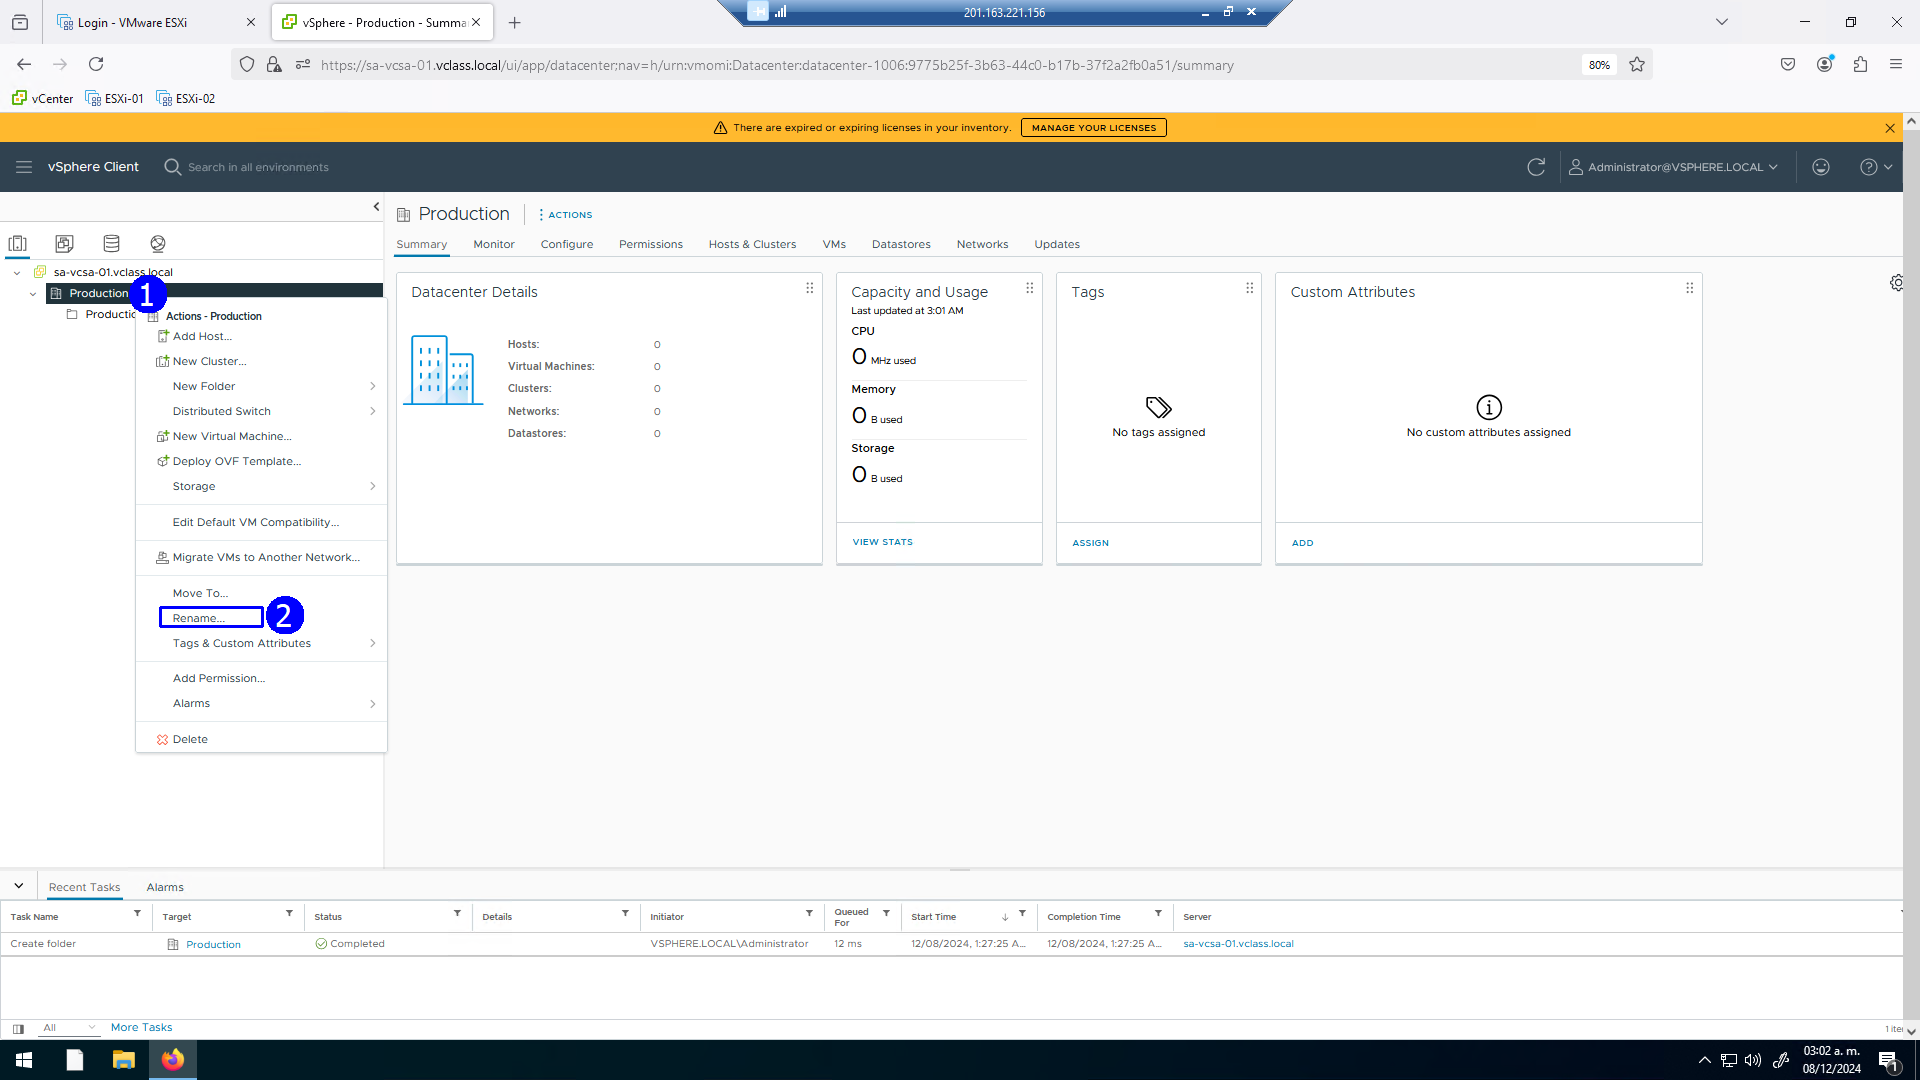 Login - VMware ESXi
vSphere - Production - Summa
201.163.221.156
https://sa-vcsa-01.vclass.local/ui/app/datacenter;nav=h/urn:vmomi:Datacenter:datacenter-1006:9775b25f-3b63-44c0-b17b-37f2a2fb0a51/summary
80%
vCenter
ESXi-01
ESXi-02
There are expired or expiring licenses in your inventory.
MANAGE YOUR LICENSES
vSphere Client
Search in all environments
Administrator@VSPHERE.LOCAL
Production
ACTIONS
Summary
Monitor
Configure
Permissions
Hosts & Clusters
VMs
Datastores
Networks
Updates
sa-vcsa-01.vclass.local
Production
1
Actions - Production
Add Host...
New Cluster...
New Folder
Distributed Switch
New Virtual Machine...
Deploy OVF Template...
Storage
Edit Default VM Compatibility...
Migrate VMs to Another Network...
Move To...
Rename...
2
Tags & Custom Attributes
Add Permission...
Alarms
Delete
Datacenter Details
Hosts: 0
Virtual Machines: 0
Clusters: 0
Networks: 0
Datastores: 0
Capacity and Usage
Last updated at 3:01 AM
CPU
0 MHz used
Memory
0 B used
Storage
0 B used
VIEW STATS
Tags
No tags assigned
ASSIGN
Custom Attributes
No custom attributes assigned
ADD
Recent Tasks
Alarms
Task Name
Target
Status
Details
Initiator
Queued For
Start Time
Completion Time
Server
Create folder
Production
Completed
VSPHERE.LOCAL\Administrator
12 ms
12/08/2024, 1:27:25 A...
12/08/2024, 1:27:25 A...
sa-vcsa-01.vclass.local
All
More Tasks
03:02 a. m.
08/12/2024
1